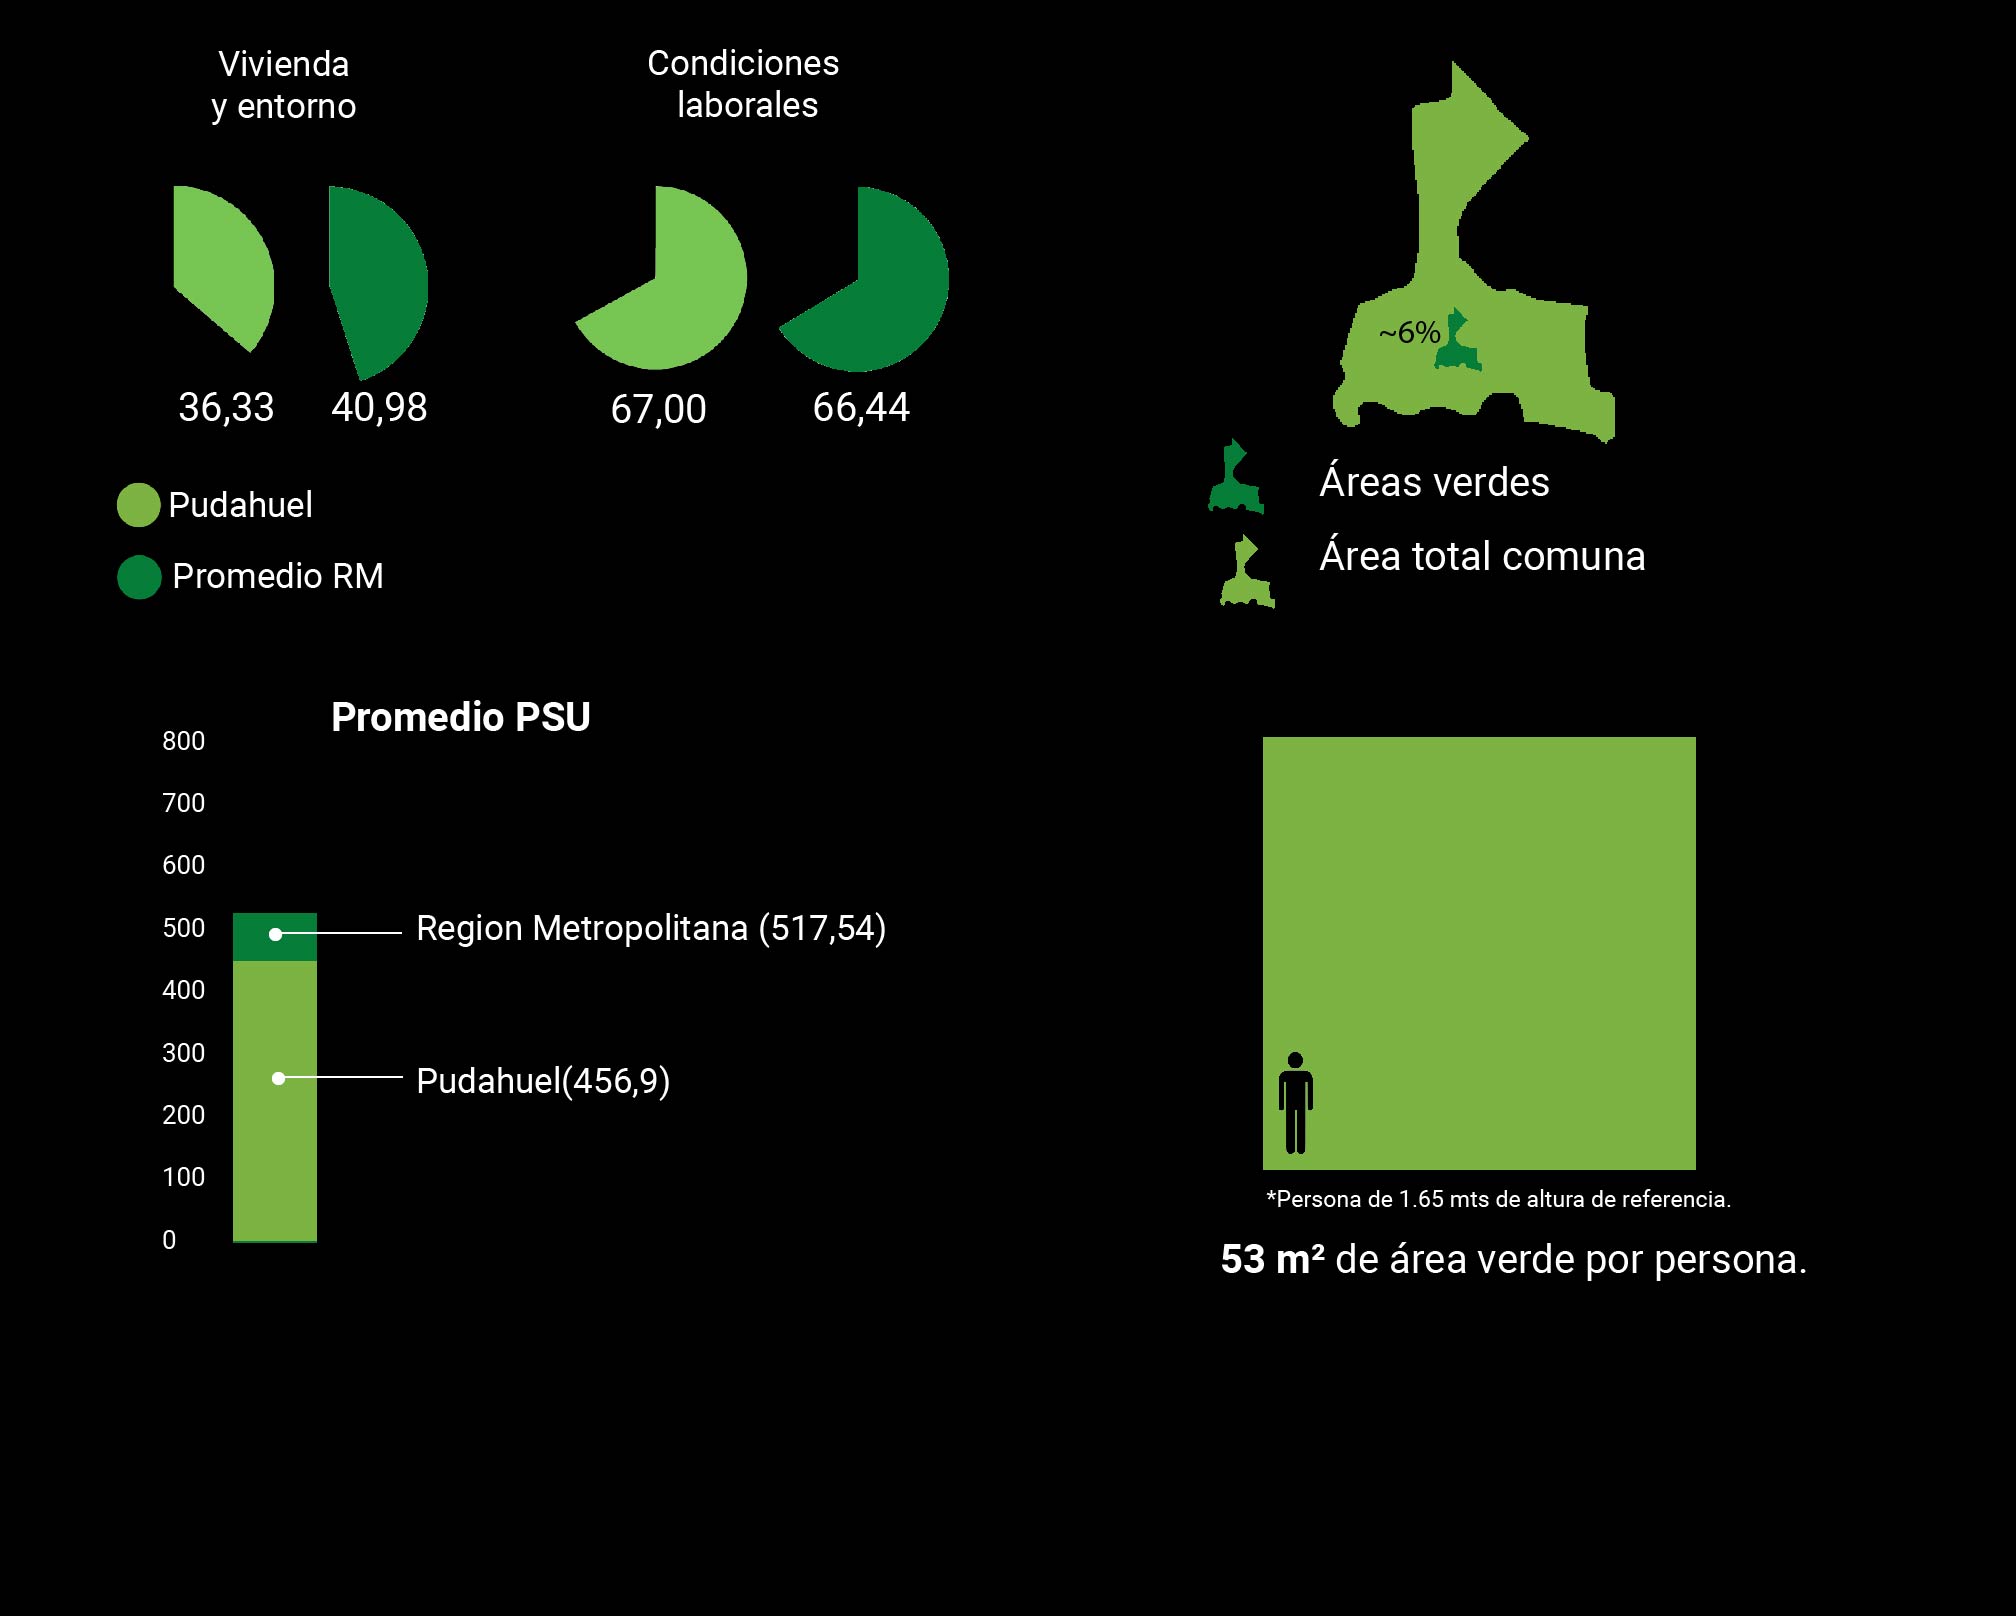 Vivienda
y entorno
Condiciones
laborales
36,33
40,98
67,00
66,44
Pudahuel
Promedio RM
~6%
Áreas verdes
Área total comuna
Promedio PSU
800
700
600
500
400
300
200
100
0
Region Metropolitana (517,54)
Pudahuel(456,9)
*Persona de 1.65 mts de altura de referencia.
53 m² de área verde por persona.